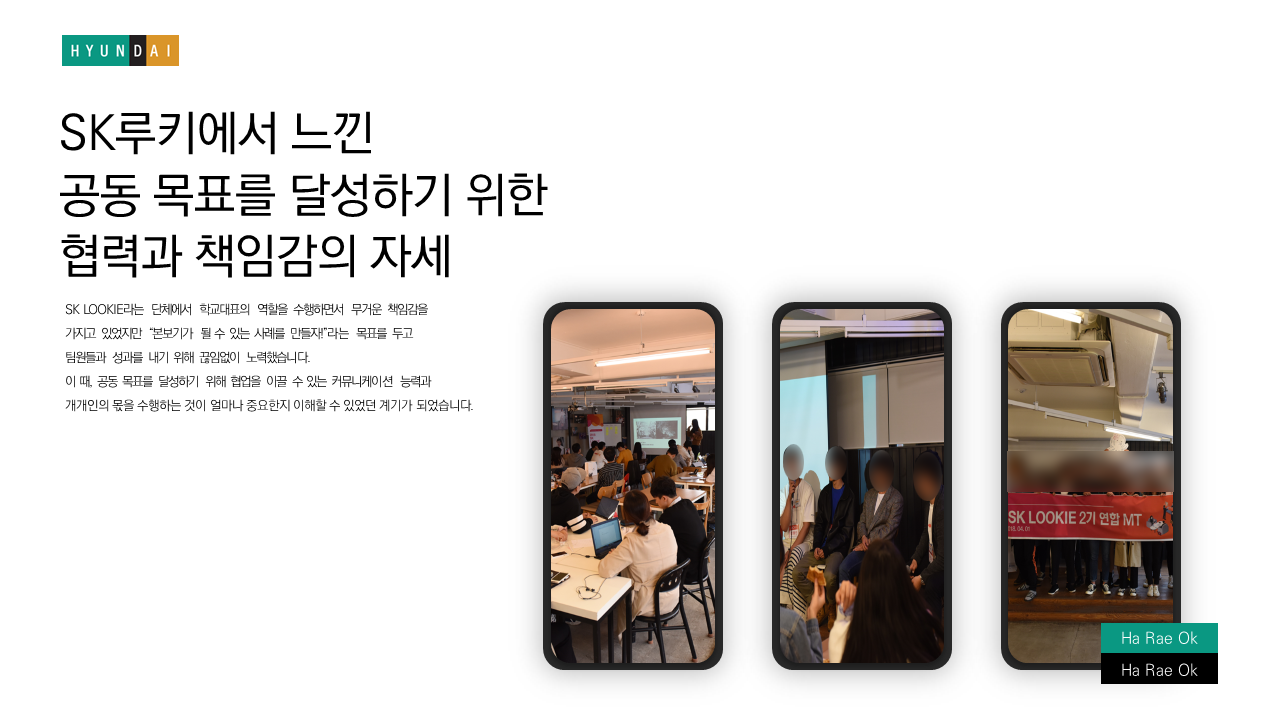 HYUNDAI
SK루키에서 느낀
공동 목표를 달성하기 위한
협력과 책임감의 자세
SK LOOKIE라는 단체에서 학교대표의 역할을 수행하면서 무거운 책임감을
가지고 있었지만 “본보기가 될 수 있는 사례를 만들자!”라는 목표를 두고
팀원들과 성과를 내기 위해 끊임없이 노력했습니다.
이 때, 공동 목표를 달성하기 위해 협업을 이끌 수 있는 커뮤니케이션 능력과
개개인의 몫을 수행하는 것이 얼마나 중요한지 이해할 수 있었던 계기가 되었습니다.
SK LOOKIE 2기 연합 MT
Ha Rae Ok
Ha Rae Ok